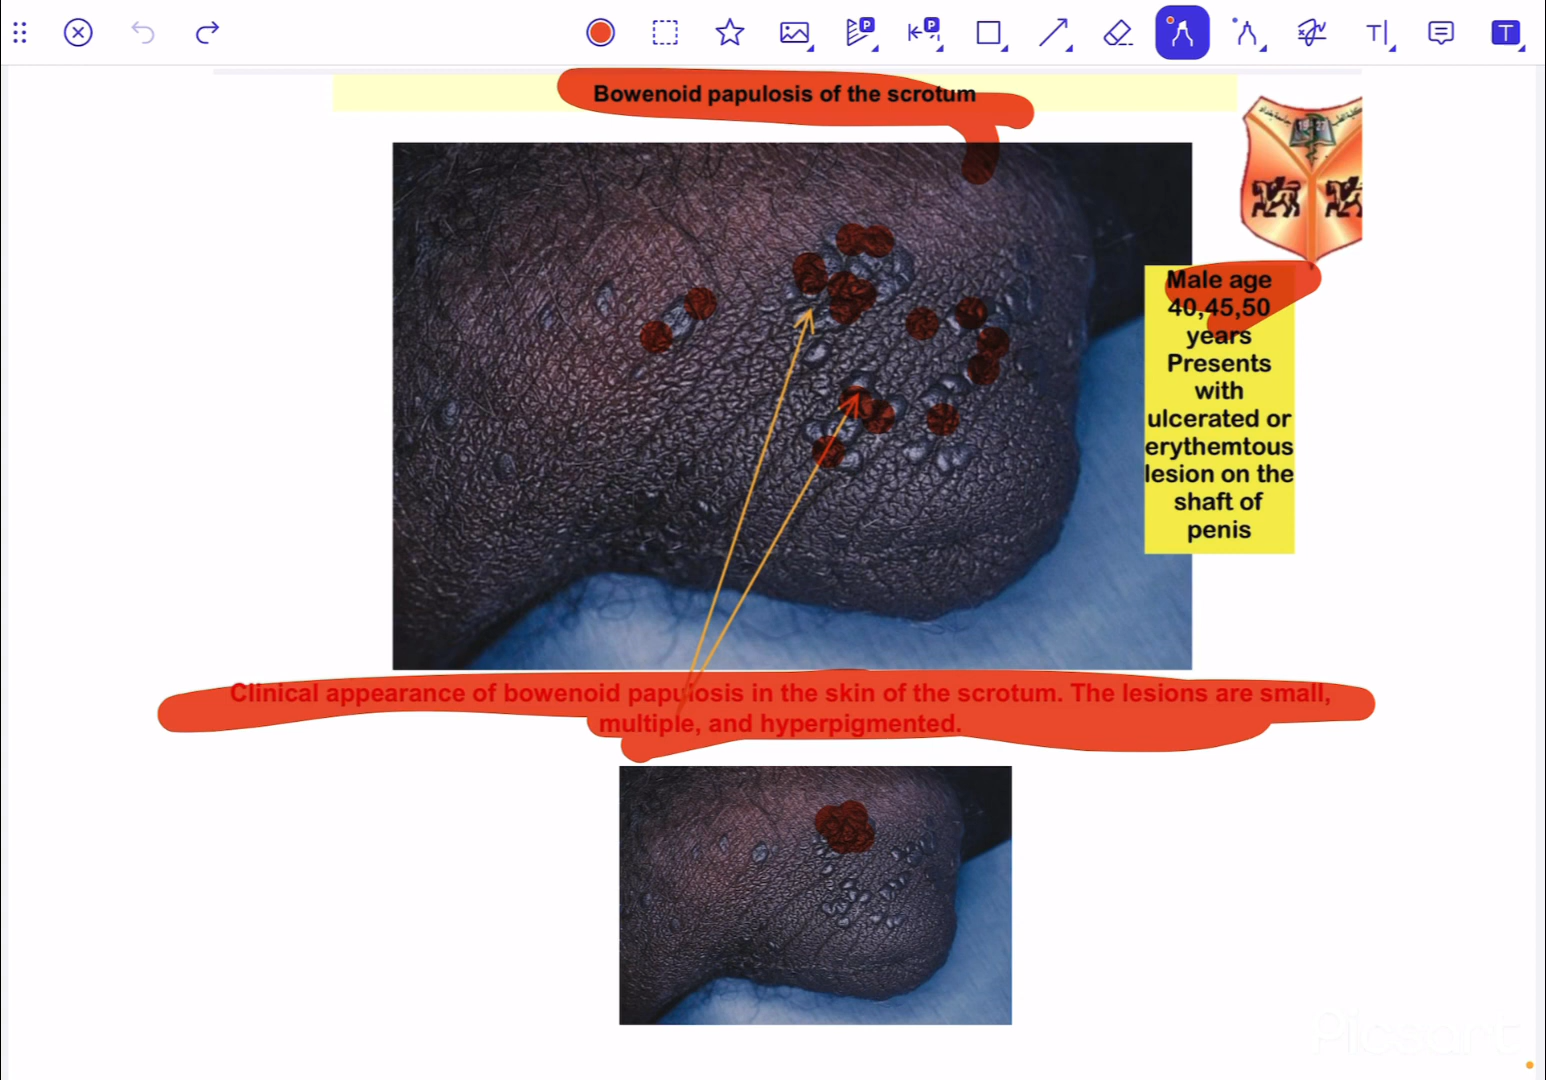 Bowenoid papulosis of the scrotum
Male age
40,45,50
years
Presents
with
ulcerated or
erythemtous
lesion on the
shaft of
penis
Clinical appearance of bowenoid papulosis in the skin of the scrotum. The lesions are small,
multiple, and hyperpigmented.
Picsart